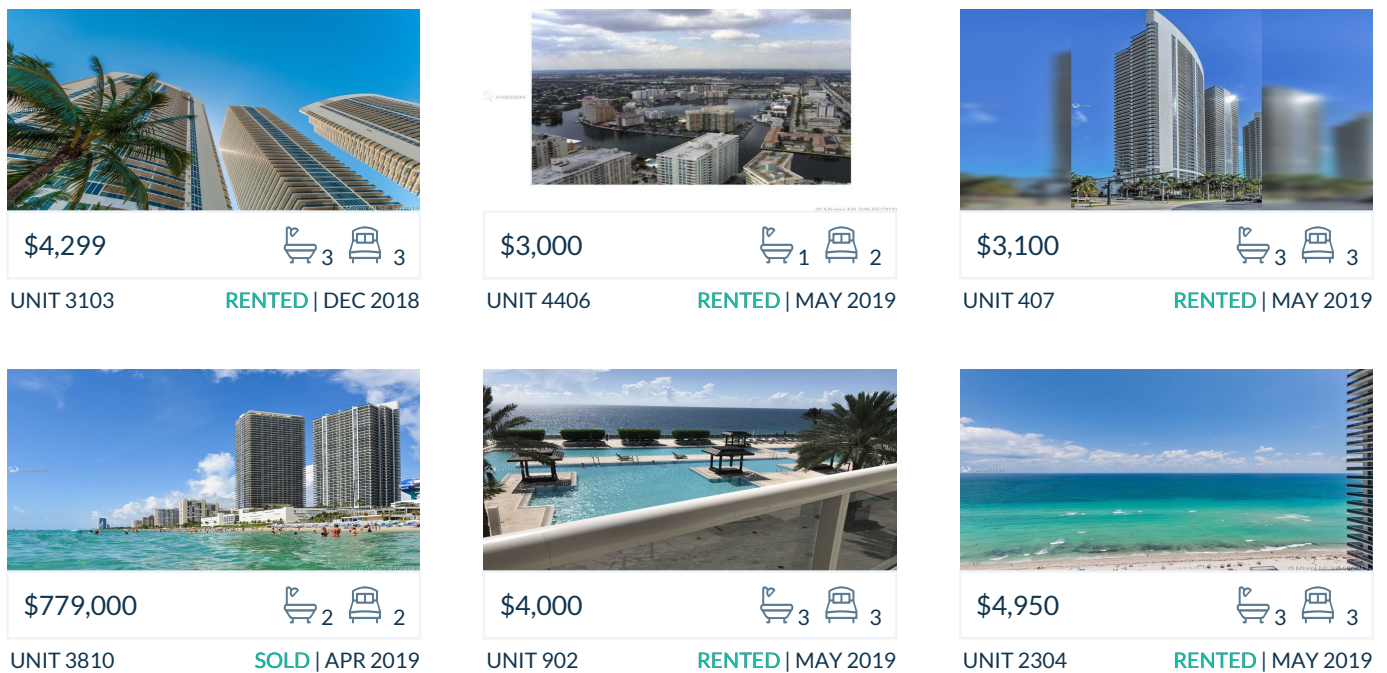 $4,299 3 3
UNIT 3103 RENTED | DEC 2018
$3,000 1 2
UNIT 4406 RENTED | MAY 2019
$3,100 3 3
UNIT 407 RENTED | MAY 2019
$779,000 2 2
UNIT 3810 SOLD | APR 2019
$4,000 3 3
UNIT 902 RENTED | MAY 2019
$4,950 3 3
UNIT 2304 RENTED | MAY 2019